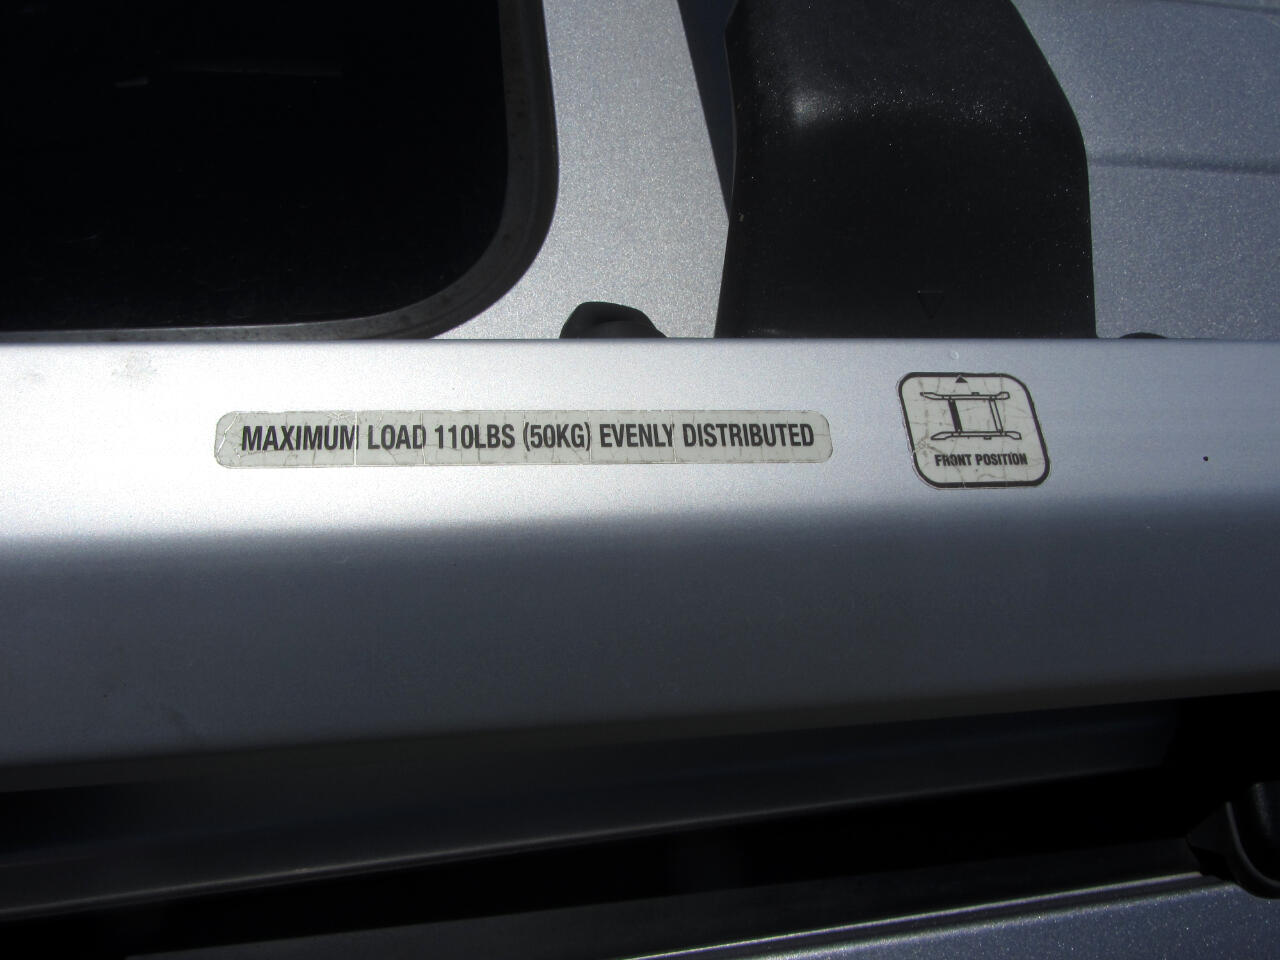 MAXIMUM LOAD 110LBS (50KG) EVENLY DISTRIBUTED
FRONT POSITION